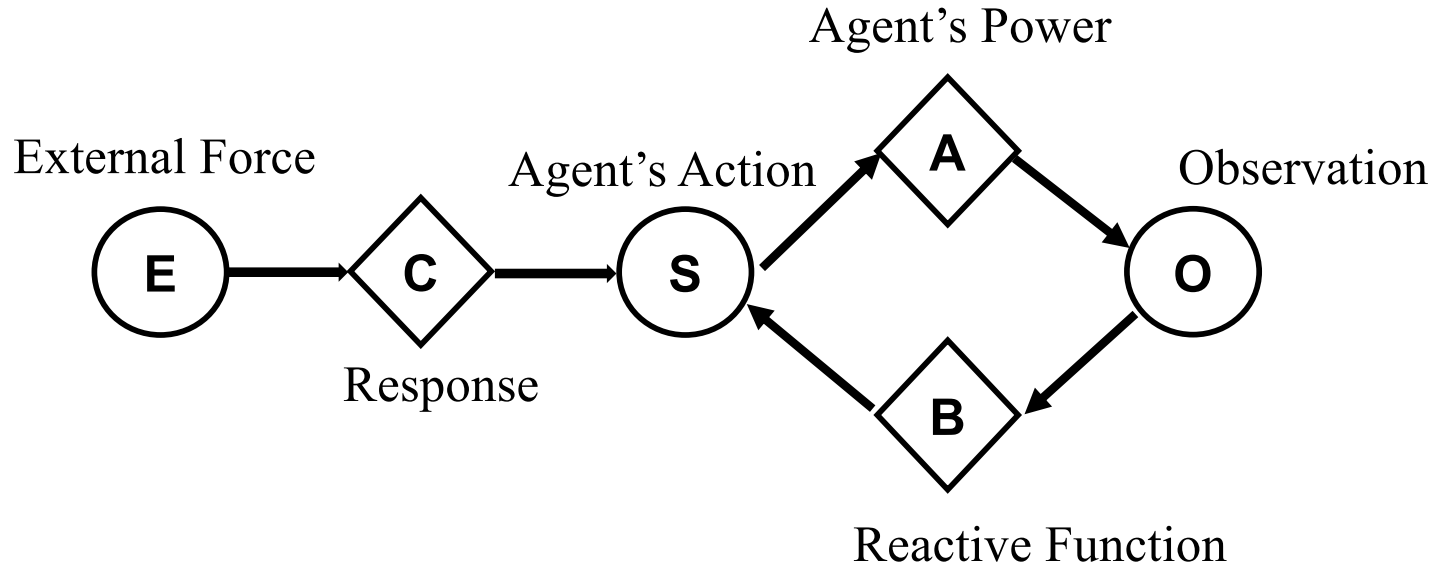 Agent’s Power
External Force
Agent’s Action
Observation
A
E
C
S
O
Response
B
Reactive Function